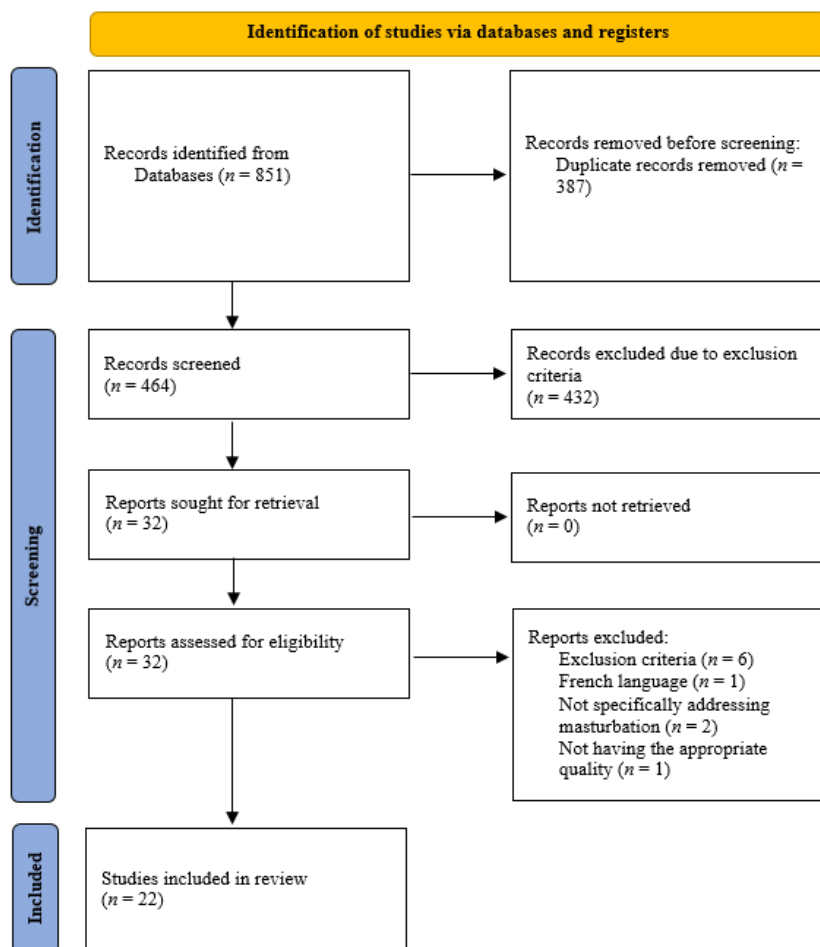 Identification of studies via databases and registers
Identification
Records identified from
Databases (n = 851)
Records removed before screening:
Duplicate records removed (n =
387)
Screening
Records screened
(n = 464)
Records excluded due to exclusion
criteria
(n = 432)
Reports sought for retrieval
(n = 32)
Reports not retrieved
(n = 0)
Reports assessed for eligibility
(n = 32)
Reports excluded:
Exclusion criteria (n = 6)
French language (n = 1)
Not specifically addressing
masturbation (n = 2)
Not having the appropriate
quality (n = 1)
Included
Studies included in review
(n = 22)